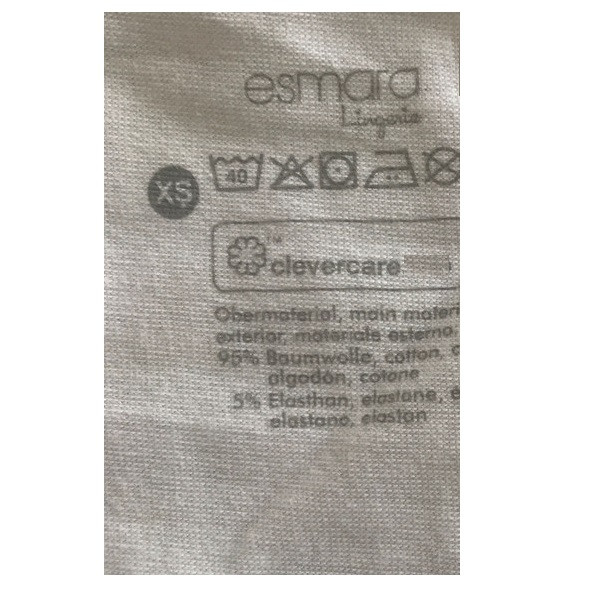 esmara
Lingerie
40
XS
™
clevercare
Obermaterial, main materi
exterior, materiale esterno
95% Baumwolle, cotton, c
algodón, cotone
5% Elasthan, elastane, e
elastano, elastan